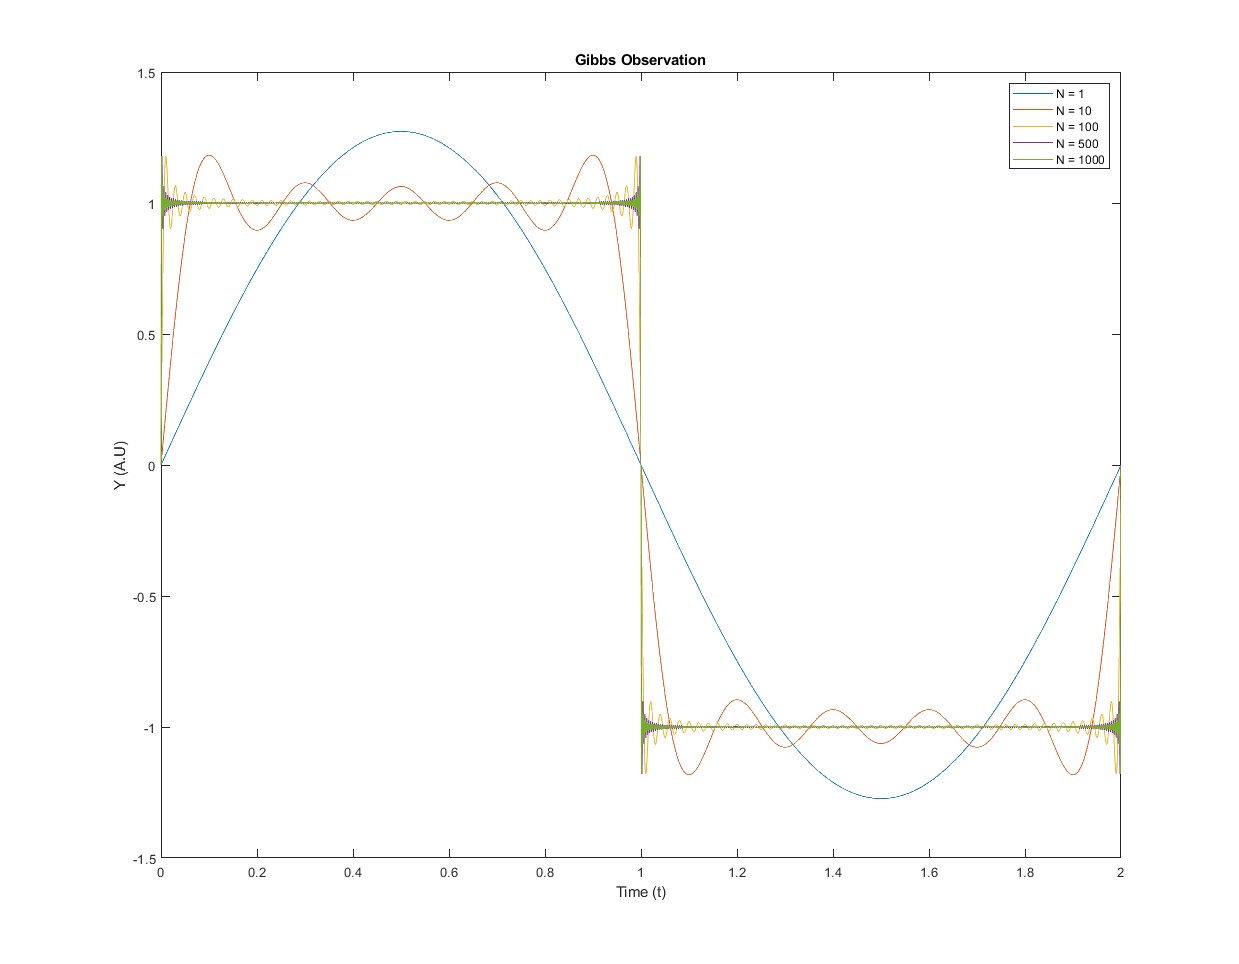 Gibbs Observation
N = 1
N = 10
N = 100
N = 500
N = 1000
1.5
1
0.5
0
-0.5
-1
-1.5
Y (A.U)
0 0.2 0.4 0.6 0.8 1 1.2 1.4 1.6 1.8 2
Time (t)